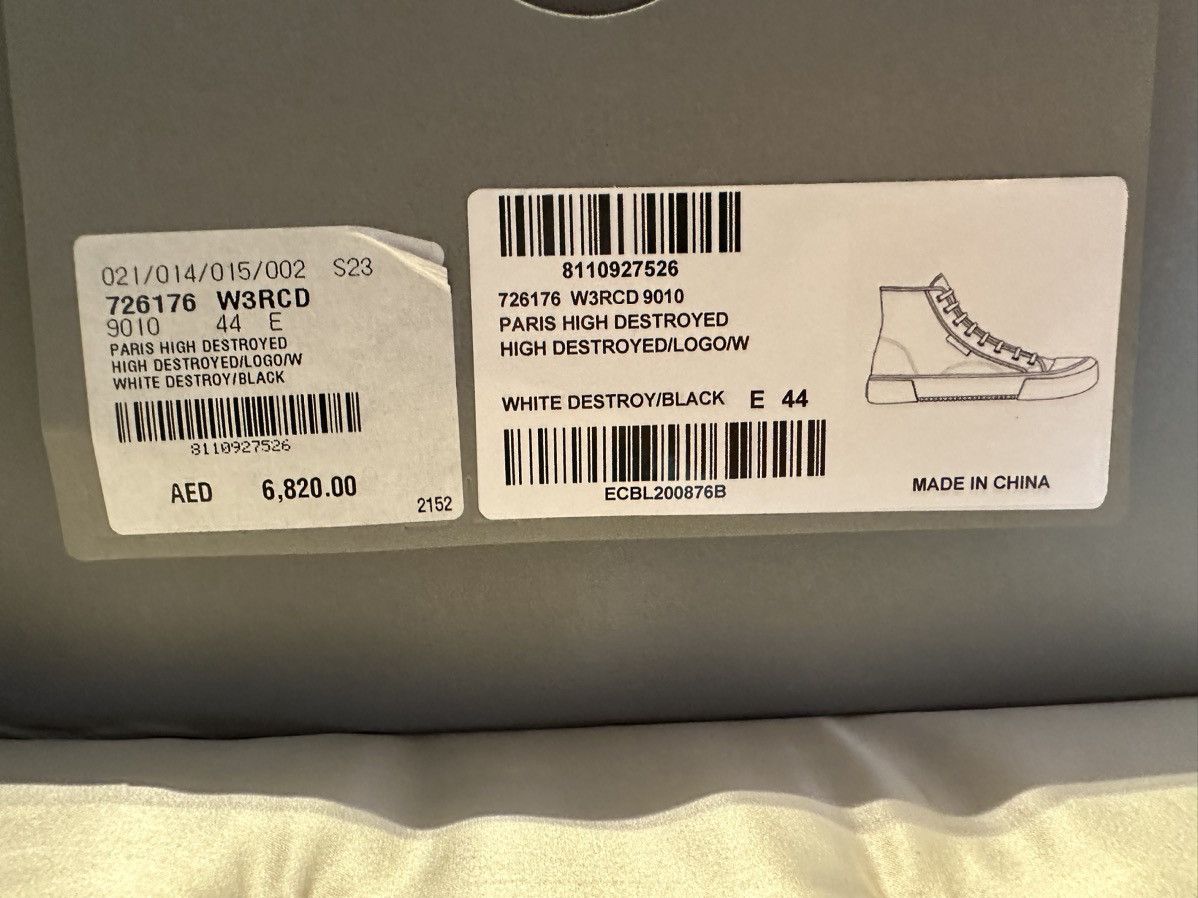 021/014/015/002 S23
726176 W3RCD
9010 44 E
PARIS HIGH DESTROYED
HIGH DESTROYED/LOGO/W
WHITE DESTROY/BLACK
8110927526
AED 6,820.00
2152
8110927526
726176 W3RCD 9010
PARIS HIGH DESTROYED
HIGH DESTROYED/LOGO/W
WHITE DESTROY/BLACK E 44
ECBL200876B
MADE IN CHINA